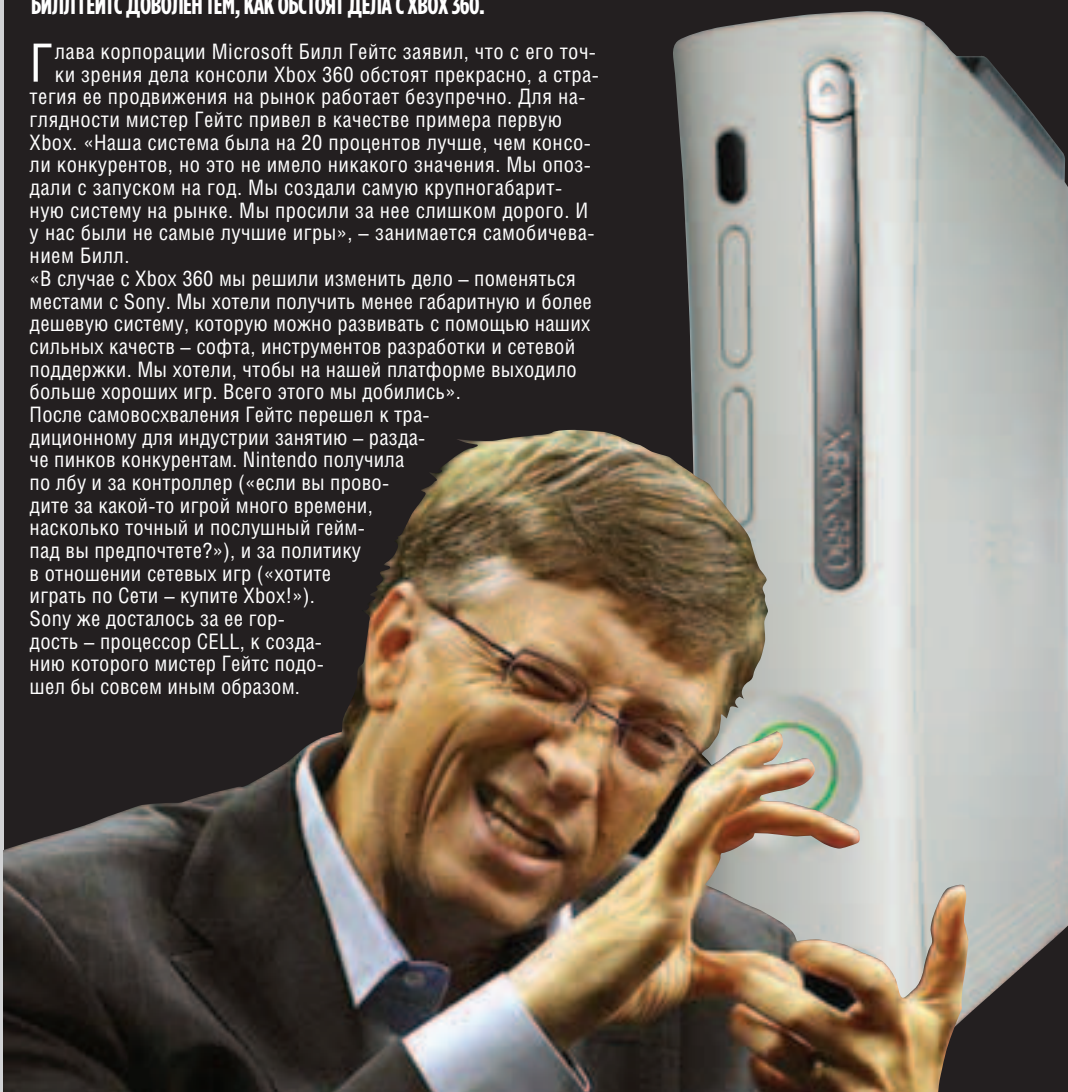 БИЛЛ ГЕЙТС ДОВОЛЕН ТЕМ, КАК ОБСТОЯТ ДЕЛА С XBOX 360.
Глава корпорации Microsoft Билл Гейтс заявил, что с его точ-
ки зрения дела консоли Xbox 360 обстоят прекрасно, а стра-
тегия ее продвижения на рынок работает безупречно. Для на-
глядности мистер Гейтс привел в качестве примера первую
Xbox. «Наша система была на 20 процентов лучше, чем консо-
ли конкурентов, но это не имело никакого значения. Мы опоз-
дали с запуском на год. Мы создали самую крупногабарит-
ную систему на рынке. Мы просили за нее слишком дорого. И
у нас были не самые лучшие игры», – занимается самобичева-
нием Билл.
«В случае с Xbox 360 мы решили изменить дело – поменяться
местами с Sony. Мы хотели получить менее габаритную и более
дешевую систему, которую можно развивать с помощью наших
сильных качеств – софта, инструментов разработки и сетевой
поддержки. Мы хотели, чтобы на нашей платформе выходило
больше хороших игр. Всего этого мы добились».
После самовосхваления Гейтс перешел к тра-
диционному для индустрии занятию – разда-
че пинков конкурентам. Nintendo получила
по лбу и за контроллер («если вы прово-
дите за какой-то игрой много времени,
насколько точный и послушный гейм-
пад вы предпочтете?»), и за политику
в отношении сетевых игр («хотите
играть по Сети – купите Xbox!»).
Sony же досталось за ее гор-
дость – процессор CELL, к созда-
нию которого мистер Гейтс подо-
шел бы совсем иным образом.
XBOX360